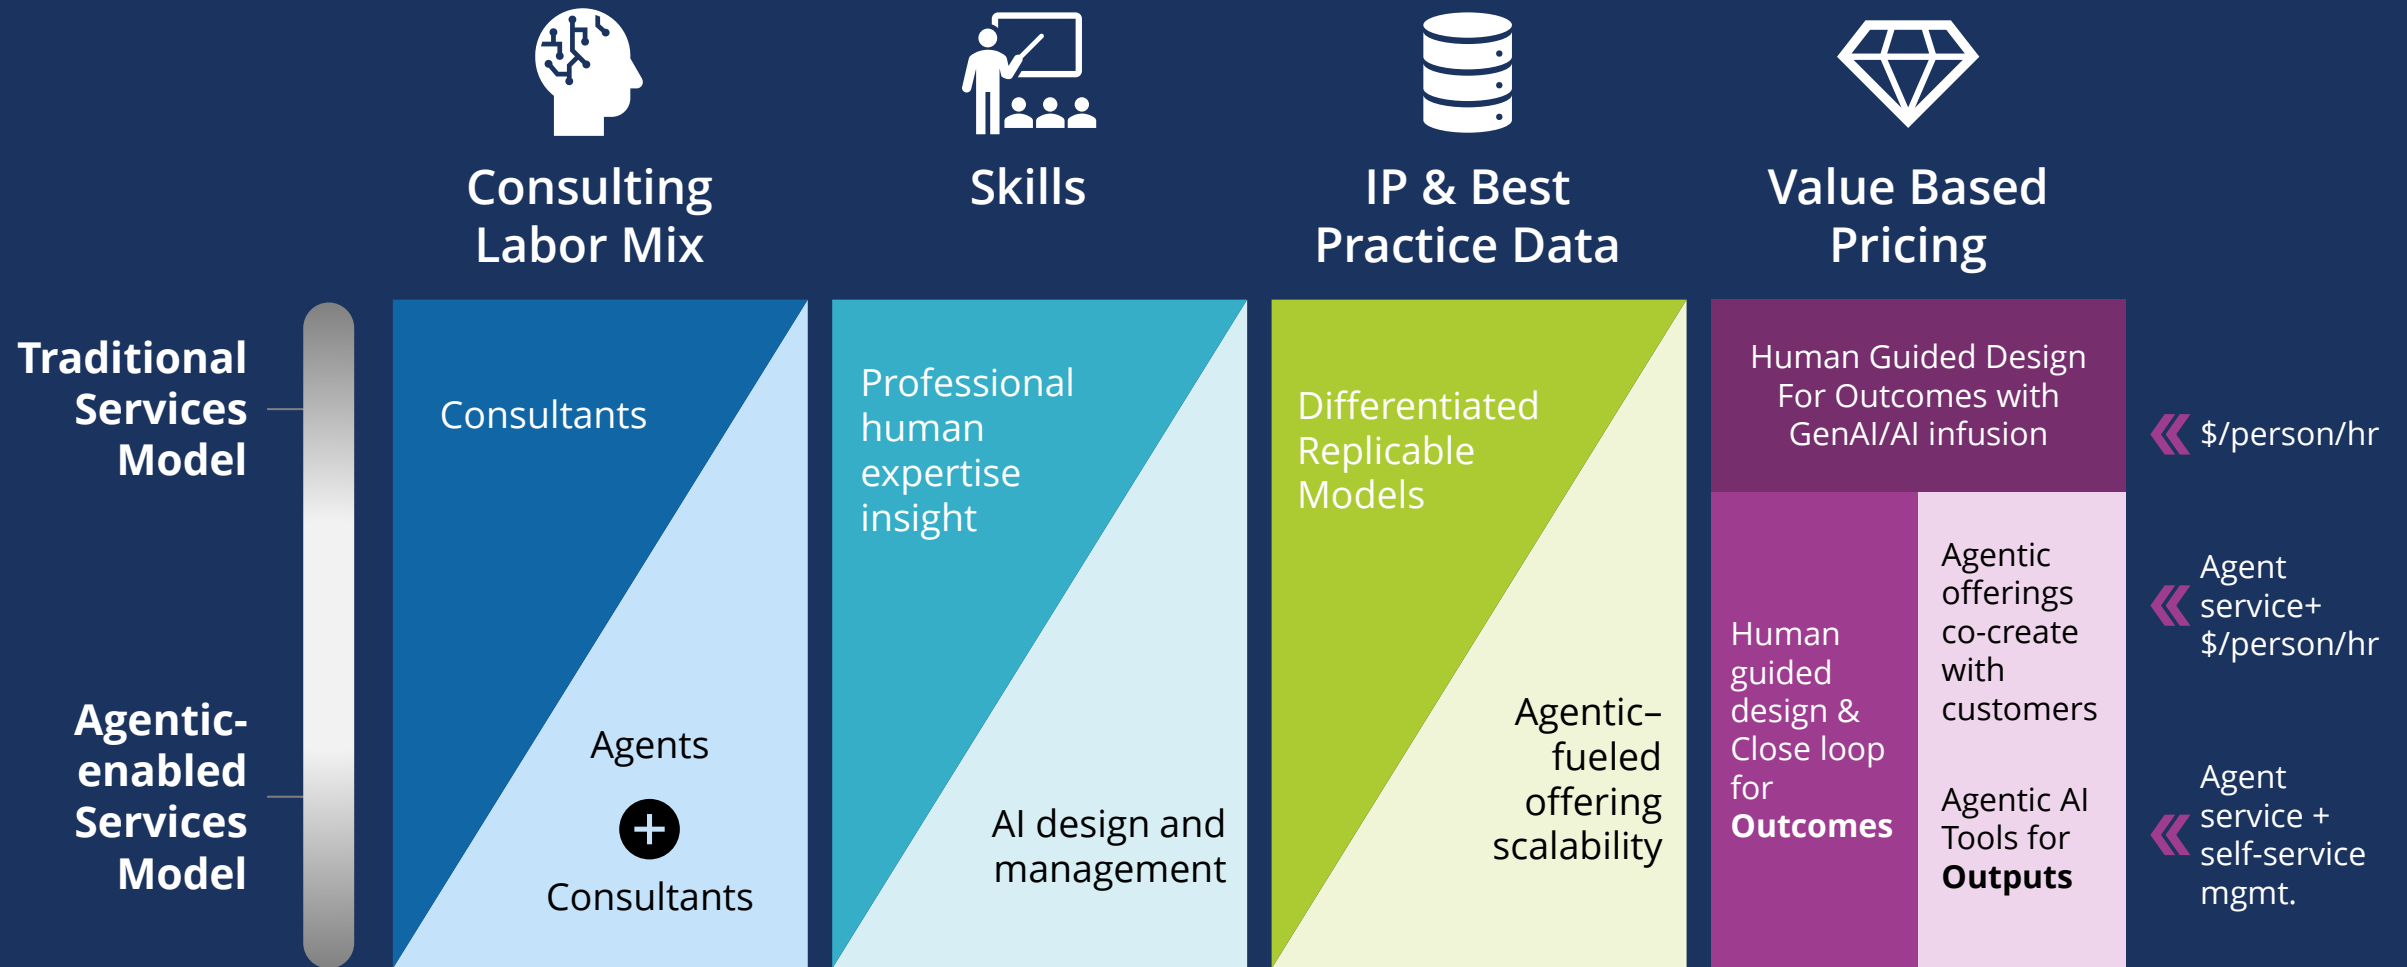 Consulting
Labor Mix
Skills
IP & Best
Practice Data
Value Based
Pricing
Traditional
Services
Model
Agentic-
enabled
Services
Model
Consultants
Agents
+
Consultants
Professional
human
expertise
insight
AI design and
management
Differentiated
Replicable
Models
Agentic–
fueled
offering
scalability
Human Guided Design
For Outcomes with
GenAI/AI infusion
Human
guided
design &
Close loop
for
Outcomes
Agentic
offerings
co-create
with
customers
Agentic AI
Tools for
Outputs
$/person/hr
Agent
service+
$/person/hr
Agent
service +
self-service
mgmt.